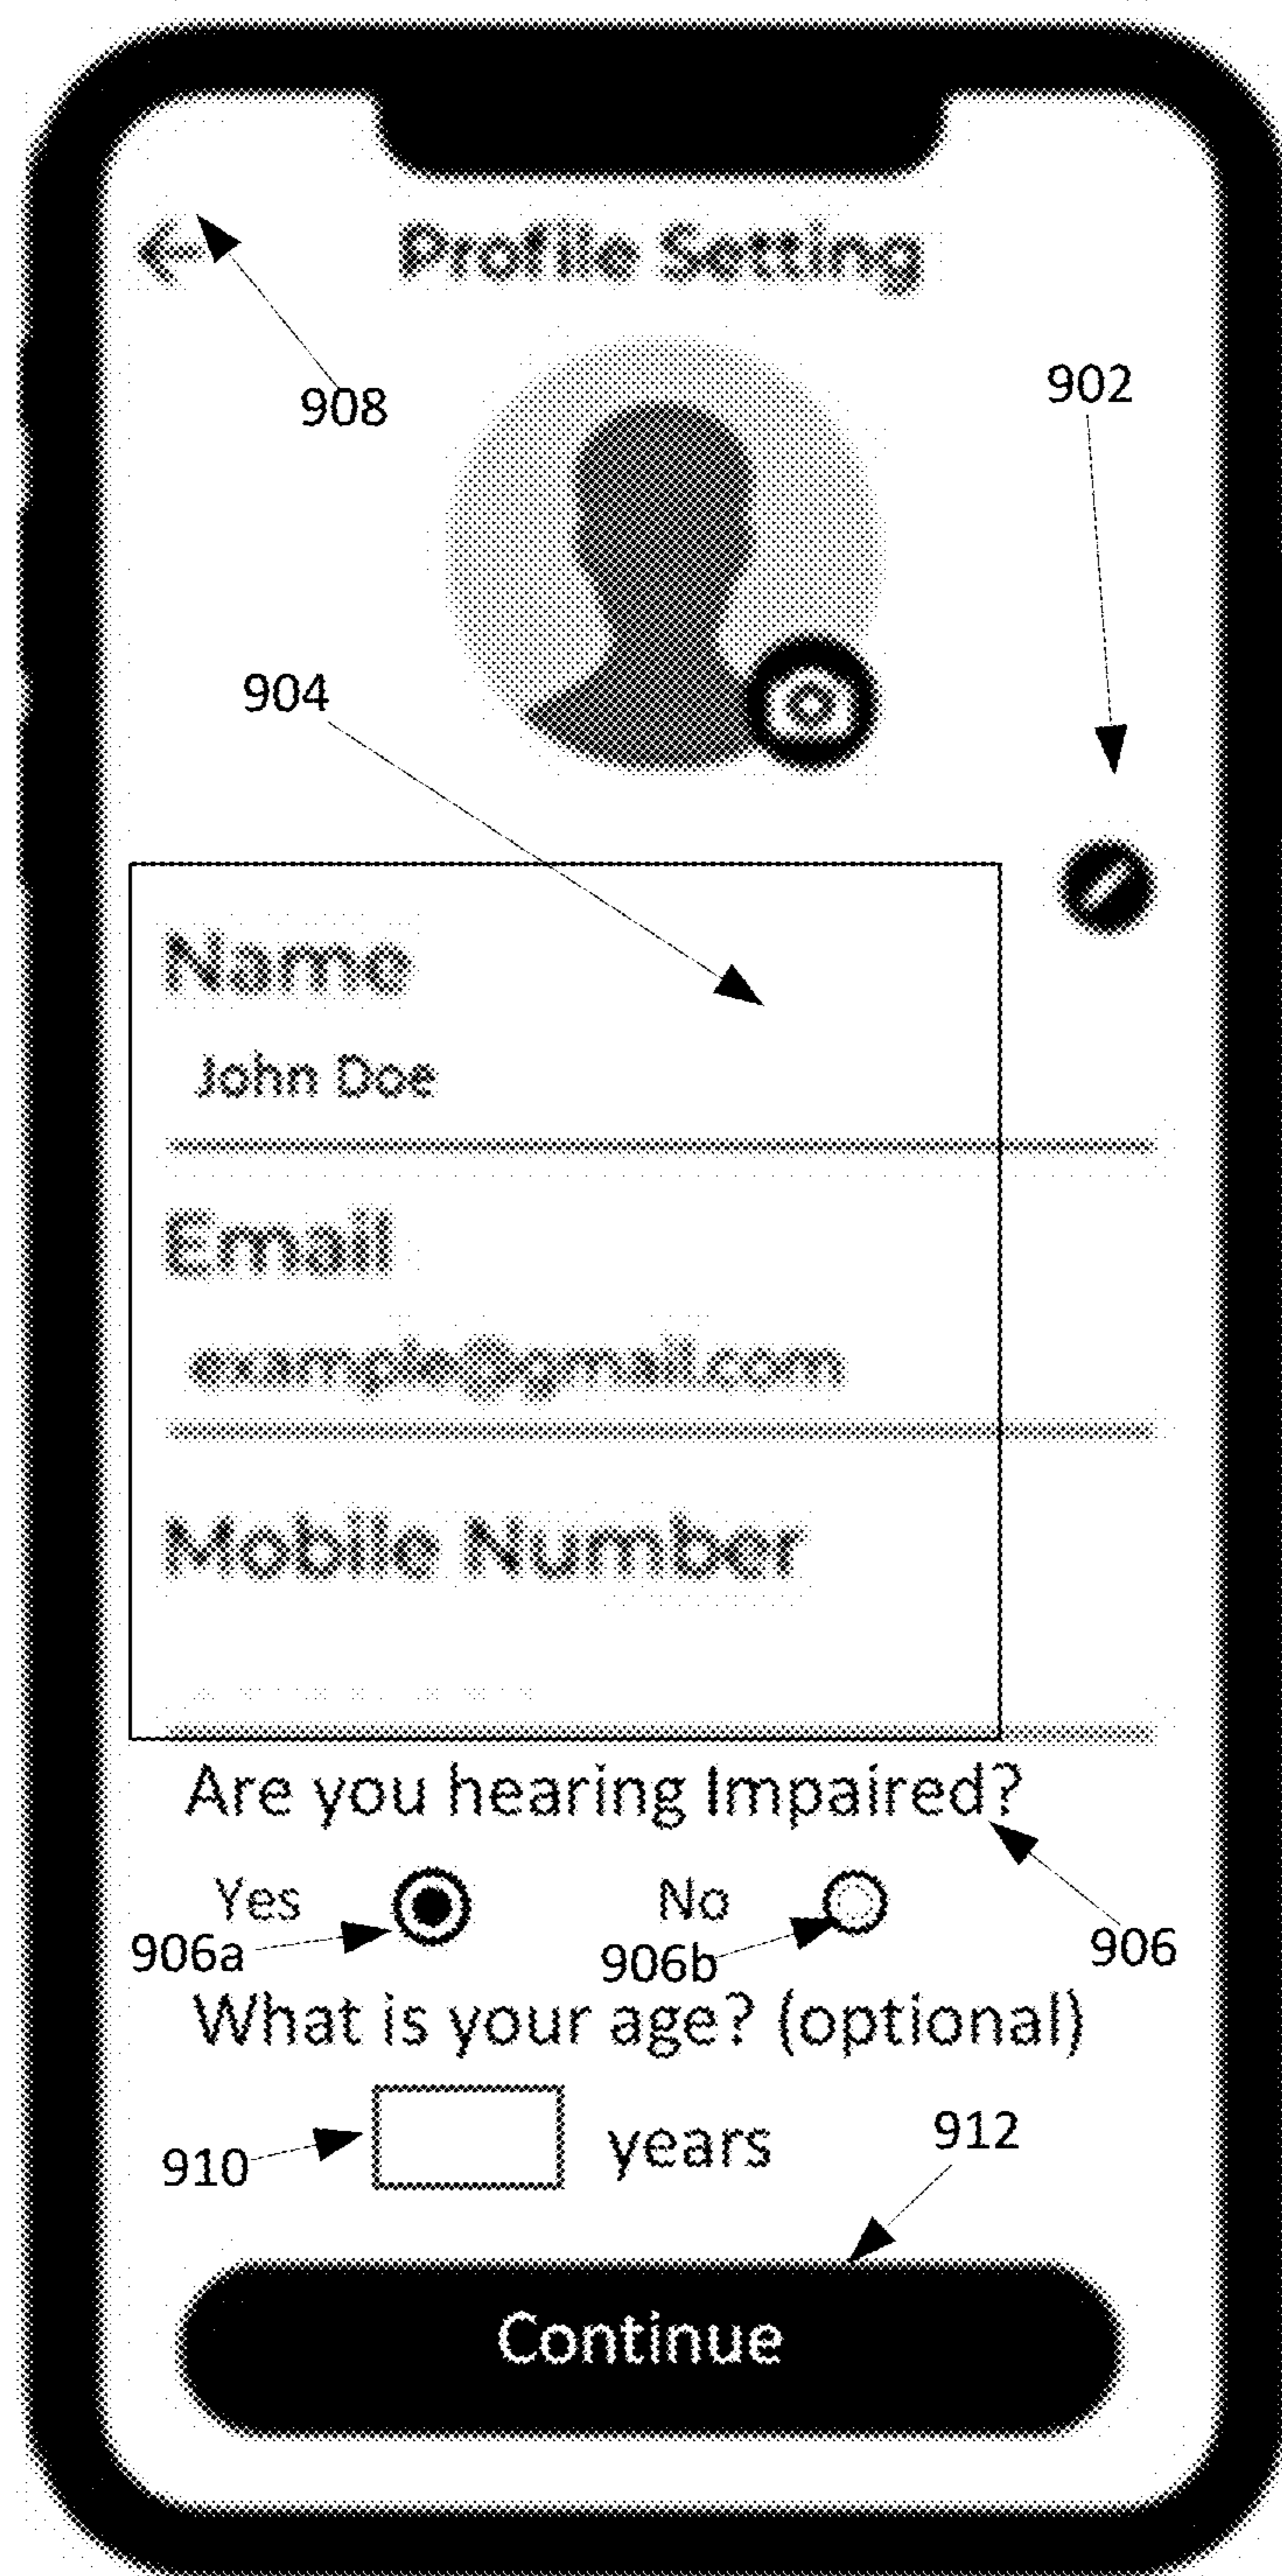 Profile Setting
908
902
904
Name
John Doe
Email
example@gmail.com
Mobile Number
Are you hearing Impaired?
Yes
No
906a
906b
906
What is your age? (optional)
910
years
912
Continue